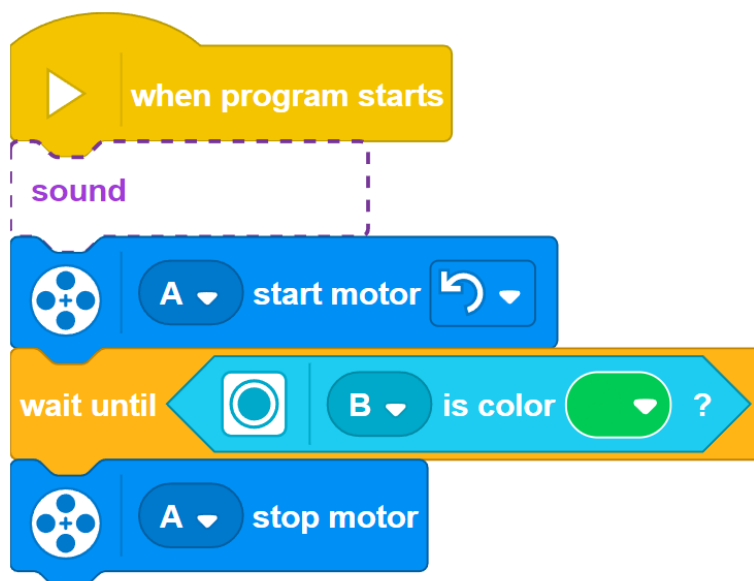 when program starts
sound
A start motor
wait until B is color ?
A stop motor